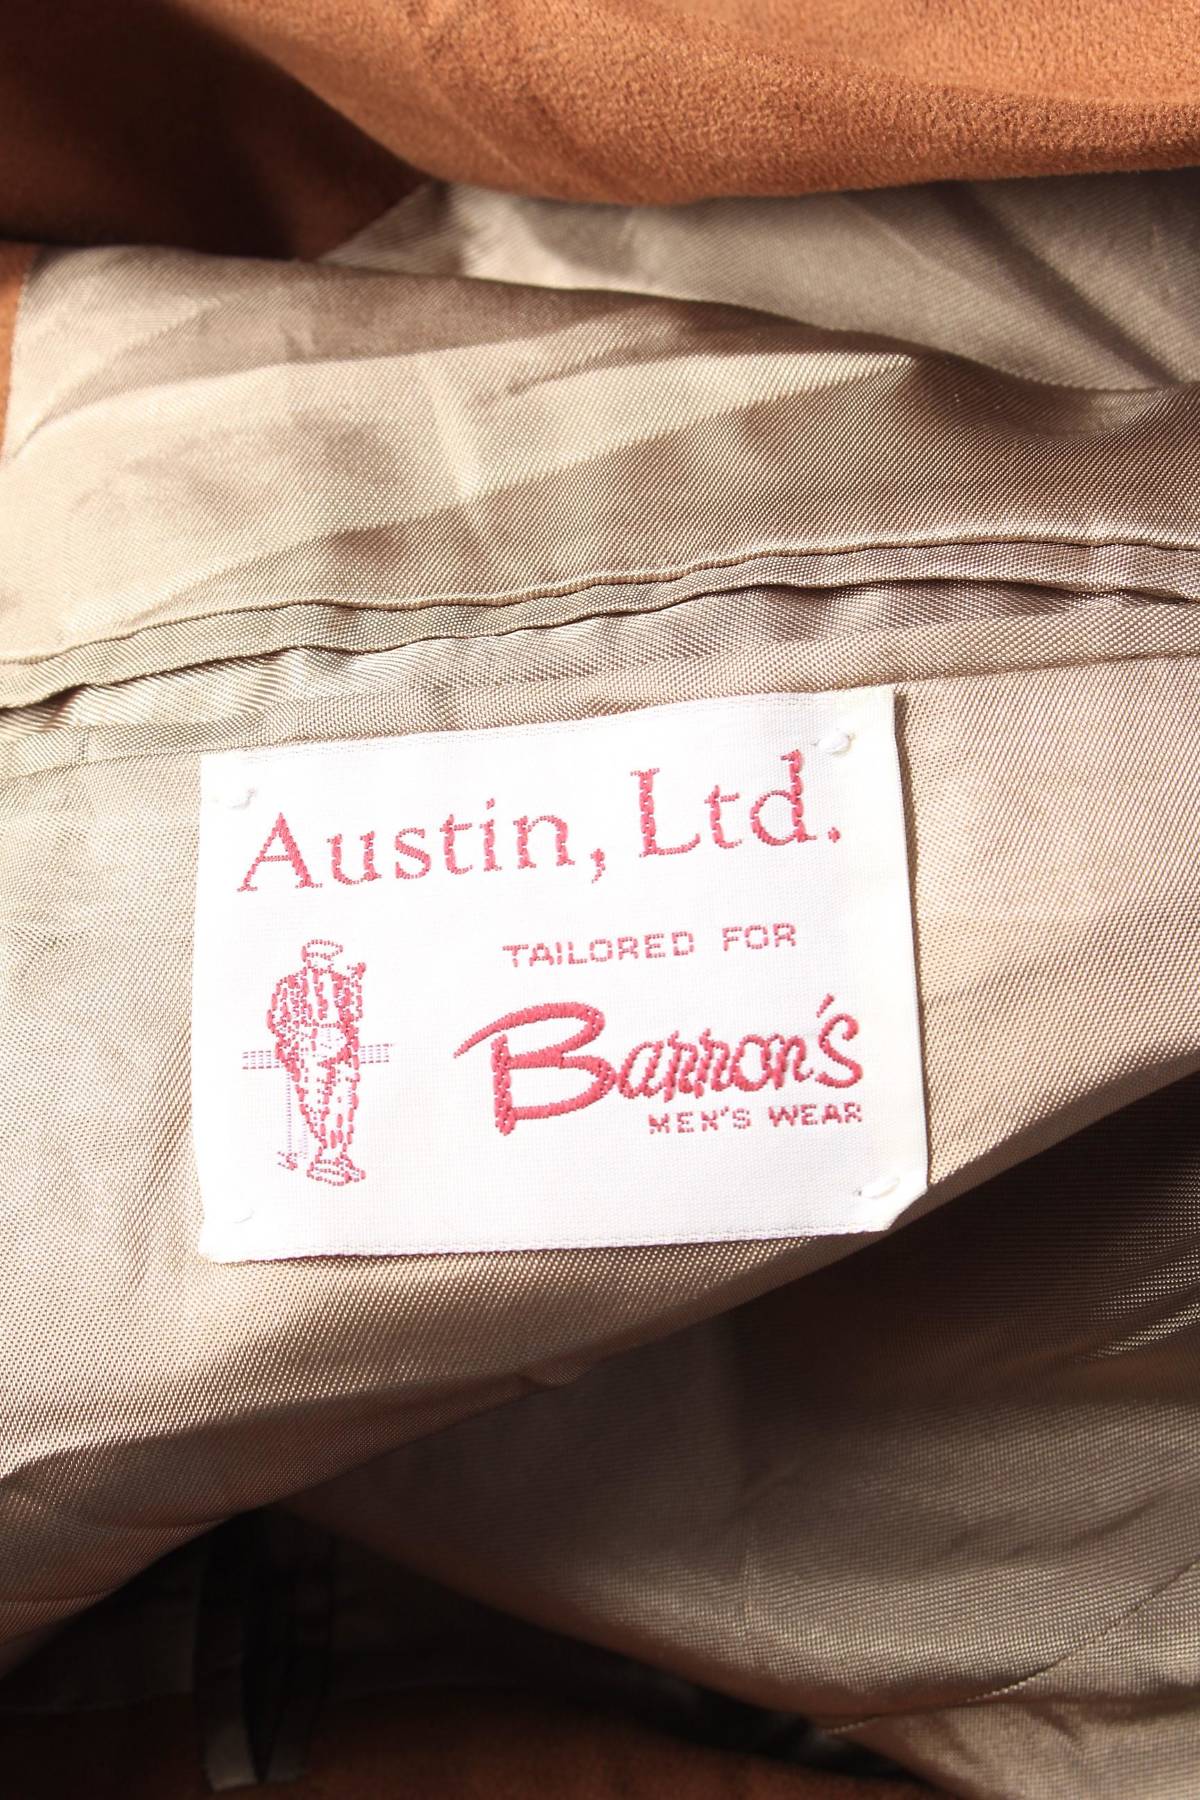 Austin, Ltd.
TAILORED FOR
Barron's
MEN'S WEAR